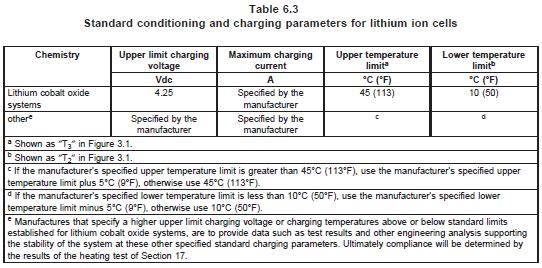 Table 6.3
Standard conditioning and charging parameters for lithium ion cells
Chemistry Upper limit charging voltage Maximum charging current Upper temperature limitᵃ Lower temperature limitᵇ
Vdc A °C (°F) °C (°F)
Lithium cobalt oxide systems 4.25 Specified by the manufacturer 45 (113) 10 (50)
otherᵉ Specified by the manufacturer Specified by the manufacturer c d
ᵃ Shown as "T₃" in Figure 3.1.
ᵇ Shown as "T₂" in Figure 3.1.
ᶜ If the manufacturer's specified upper temperature limit is greater than 45°C (113°F), use the manufacturer's specified upper
temperature limit plus 5°C (9°F), otherwise use 45°C (113°F).
ᵈ If the manufacturer's specified lower temperature limit is less than 10°C (50°F), use the manufacturer's specified lower
temperature limit minus 5°C (9°F), otherwise use 10°C (50°F).
ᵉ Manufactures that specify a higher upper limit charging voltage or charging temperatures above or below standard limits
established for lithium cobalt oxide systems, are to provide data such as test results and other engineering analysis supporting
the stability of the system at these other specified standard charging parameters. Ultimately compliance will be determined by
the results of the heating test of Section 17.